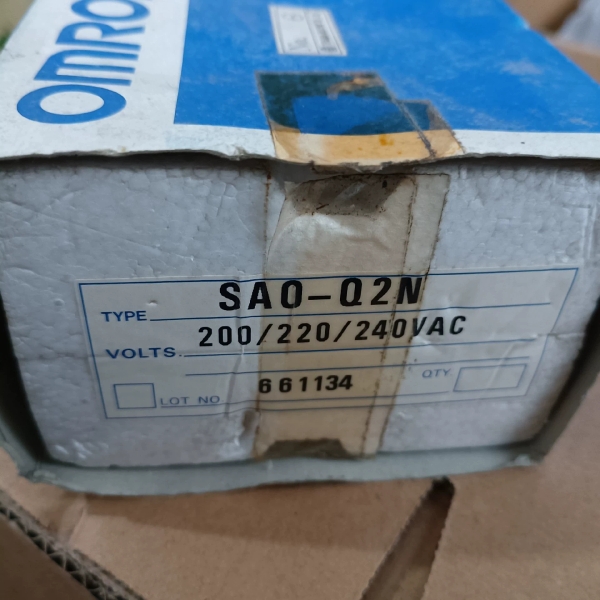 OMRO
TYPE SAO-Q2N
VOLTS 200/220/240VAC
LOT NO 661134 QTY.